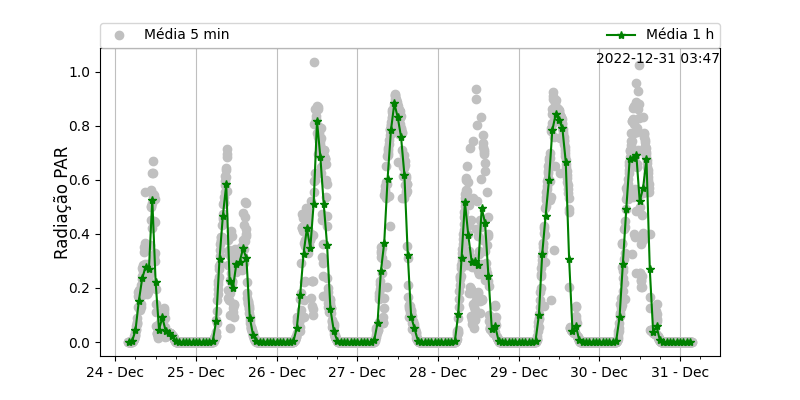 Média 5 min
Média 1 h
2022-12-31 03:47
Radiação PAR
1.0
0.8
0.6
0.4
0.2
0.0
24 - Dec
25 - Dec
26 - Dec
27 - Dec
28 - Dec
29 - Dec
30 - Dec
31 - Dec